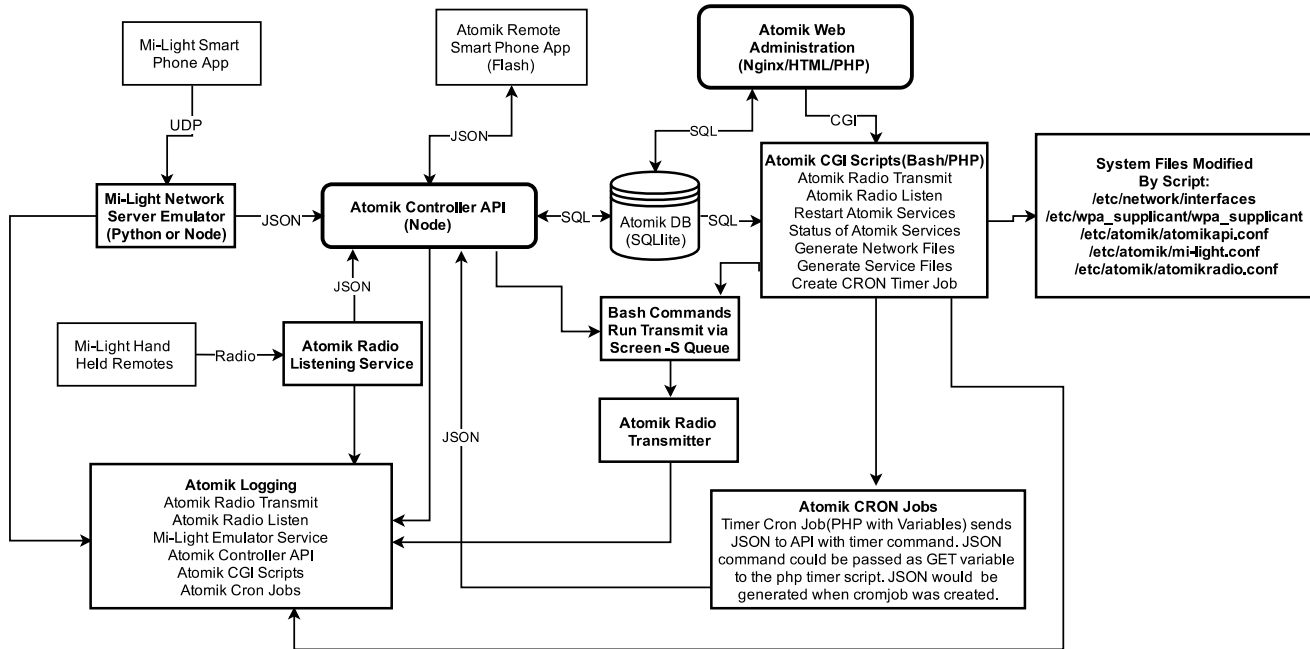 Mi-Light Smart
Phone App
Atomik Remote
Smart Phone App
(Flash)
Atomik Web
Administration
(Nginx/HTML/PHP)
UDP
JSON
SQL
CGI
Mi-Light Network
Server Emulator
(Python or Node)
JSON
Atomik Controller API
(Node)
SQL
Atomik DB
(SQLlite)
SQL
Atomik CGI Scripts(Bash/PHP)
Atomik Radio Transmit
Atomik Radio Listen
Restart Atomik Services
Status of Atomik Services
Generate Network Files
Generate Service Files
Create CRON Timer Job
System Files Modified
By Script:
/etc/network/interfaces
/etc/wpa_supplicant/wpa_supplicant
/etc/atomik/atomikapi.conf
/etc/atomik/mi-light.conf
/etc/atomik/atomikradio.conf
JSON
Mi-Light Hand
Held Remotes
Radio
Atomik Radio
Listening Service
Bash Commands
Run Transmit via
Screen -S Queue
Atomik Radio
Transmitter
JSON
Atomik Logging
Atomik Radio Transmit
Atomik Radio Listen
Mi-Light Emulator Service
Atomik Controller API
Atomik CGI Scripts
Atomik Cron Jobs
Atomik CRON Jobs
Timer Cron Job(PHP with Variables) sends
JSON to API with timer command. JSON
command could be passed as GET variable
to the php timer script. JSON would be
generated when cromjob was created.